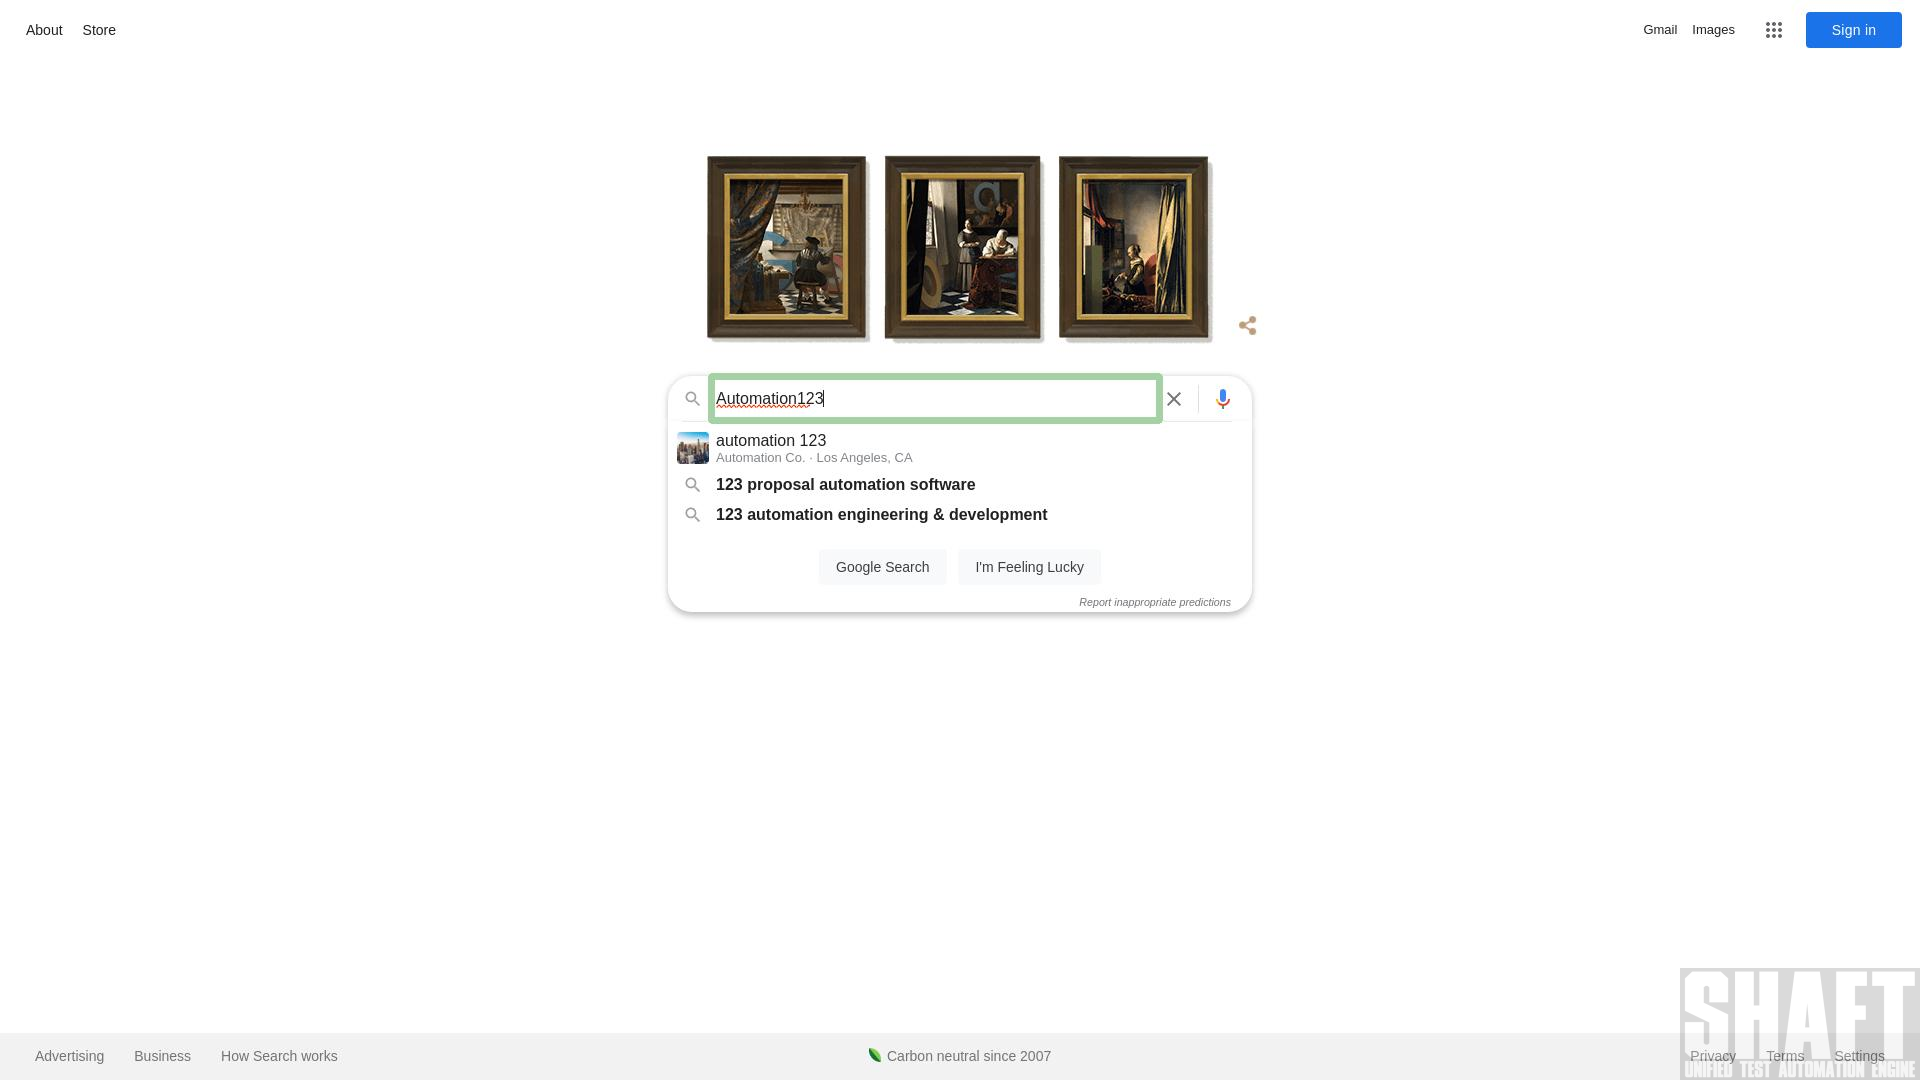 About Store
Gmail Images Sign in
Automation123
automation 123
Automation Co. · Los Angeles, CA
123 proposal automation software
123 automation engineering & development
Google Search I'm Feeling Lucky
Report inappropriate predictions
SHAFT
Advertising Business How Search works Carbon neutral since 2007 Privacy Terms Settings
UNIFIED TEST AUTOMATION ENGINE